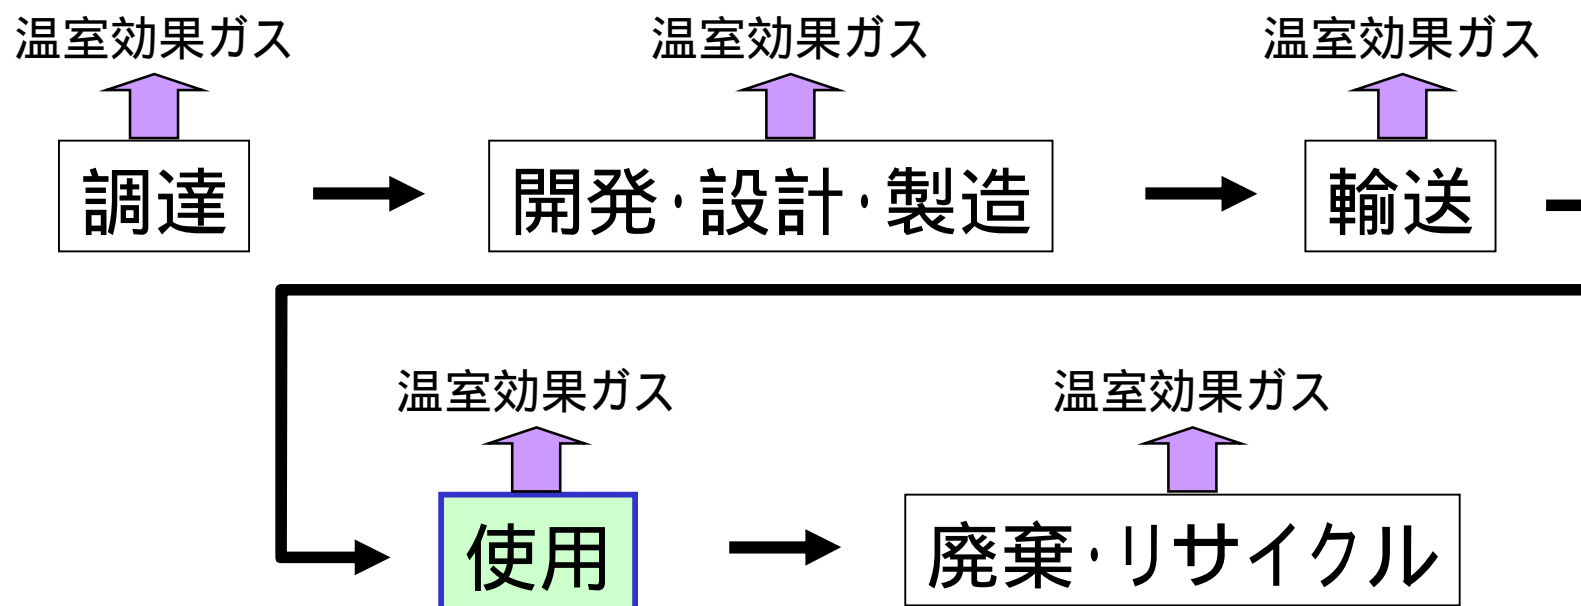 温室効果ガス
温室効果ガス
温室効果ガス
調達
開発・設計・製造
輸送
温室効果ガス
温室効果ガス
使用
廃棄・リサイクル